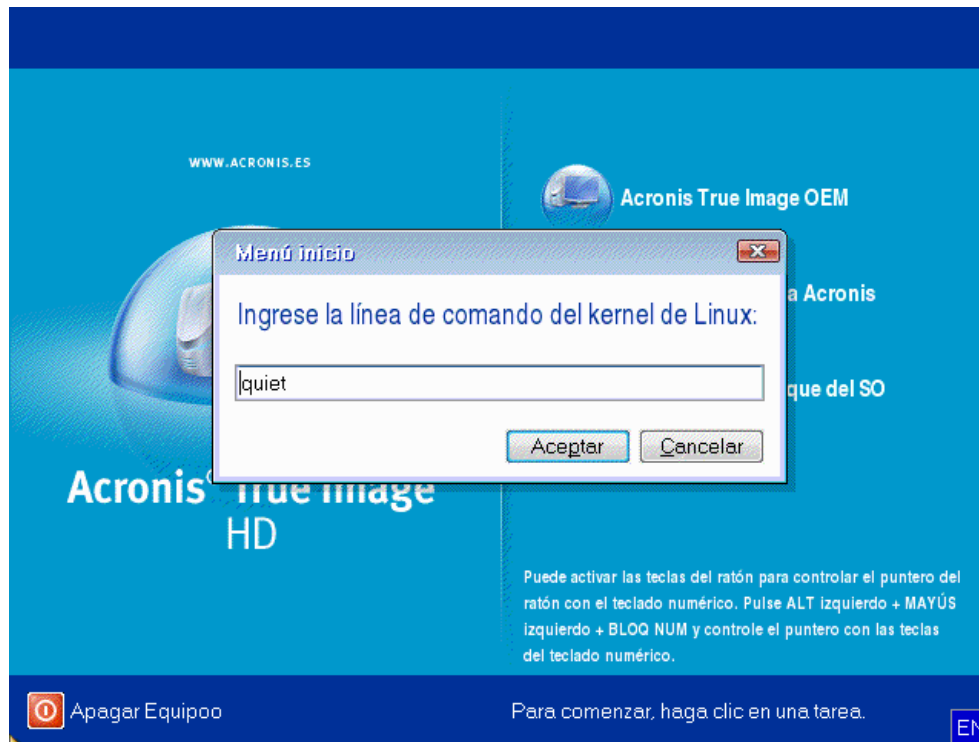 WWW.ACRONIS.ES
Acronis True Image OEM
Menú inicio
a Acronis
Ingrese la línea de comando del kernel de Linux:
quiet
que del SO
Aceptar
Cancelar
Acronis True Image
HD
Puede activar las teclas del ratón para controlar el puntero del
ratón con el teclado numérico. Pulse ALT izquierdo + MAYÚS
izquierdo + BLOQ NUM y controle el puntero con las teclas
del teclado numérico.
Apagar Equipoo
Para comenzar, haga clic en una tarea.
EN